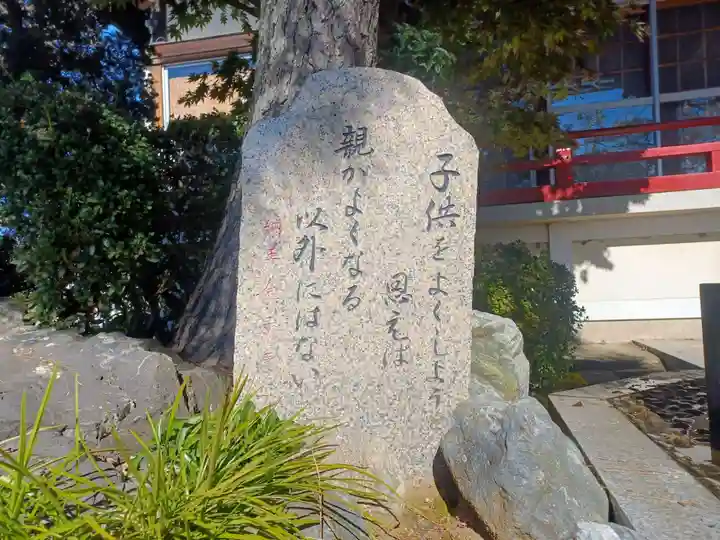 子供をよくしよう
思えば
親がよくなる
以外にはない